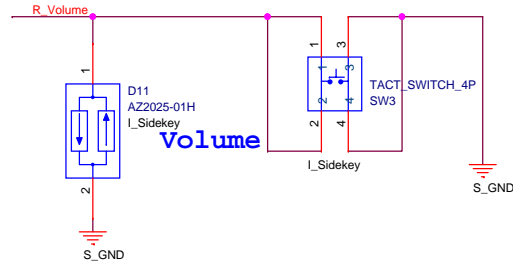 R_Volume
1
3
1
3
D11
AZ2025-01H
I_Sidekey
TACT_SWITCH_4P
SW3
Volume
2
4
2
4
I_Sidekey
2
S_GND
S_GND